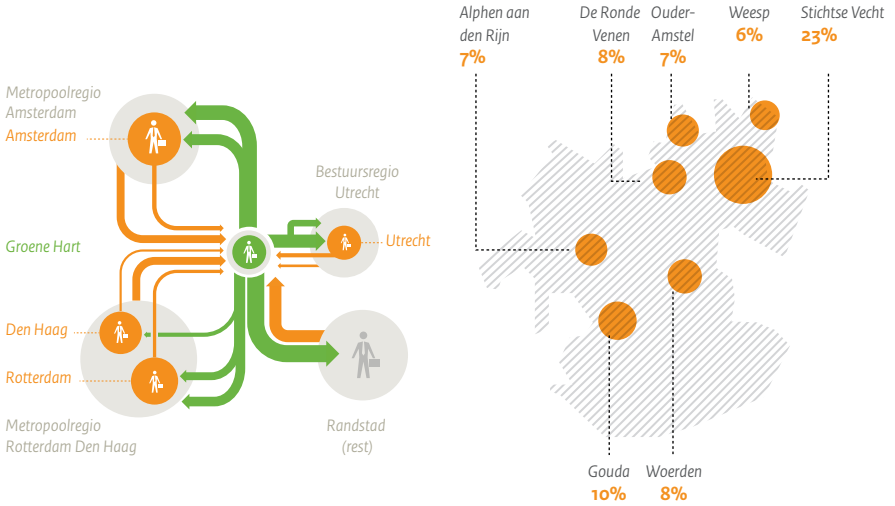 Metropoolregio
Amsterdam
Amsterdam
Groene Hart
Den Haag
Rotterdam
Metropoolregio
Rotterdam Den Haag
Bestuursregio
Utrecht
Utrecht
Randstad
(rest)
Alphen aan
den Rijn
7%
De Ronde
Venen
8%
Ouder-
Amstel
7%
Weesp
6%
Stichtse Vecht
23%
Gouda
10%
Woerden
8%